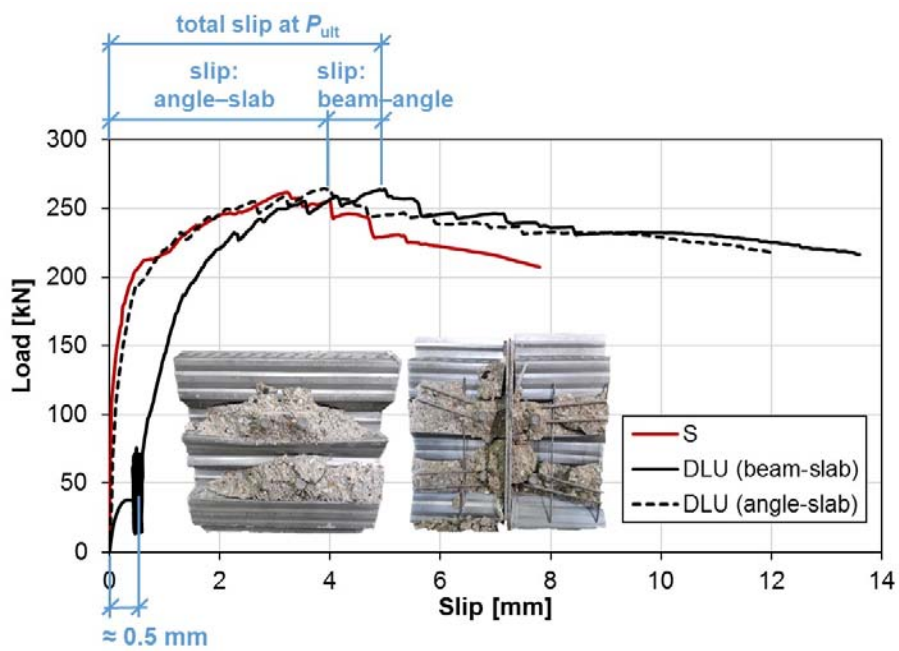 total slip at Pult
slip:
angle–slab
slip:
beam–angle
300
250
200
150
100
50
0
Load [kN]
S
DLU (beam-slab)
DLU (angle-slab)
0
2
4
6
8
10
12
14
Slip [mm]
≈ 0.5 mm